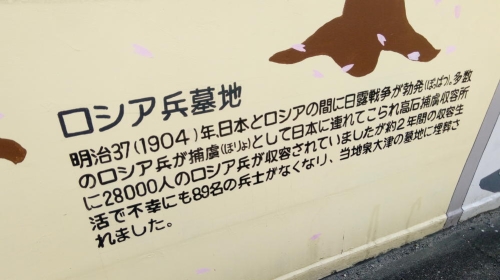 ロシア兵墓地
明治37(1904)年、日本とロシアの間に日露戦争が勃発(ぼっぱつ)。多数
のロシア兵が捕虜(ほりょ)として日本に連れてこられ高石捕虜収容所
に28000人のロシア兵が収容されていましたが約2年間の収容生
活で不幸にも89名の兵士がなくなり、当地泉大津の墓地に埋葬さ
れました。